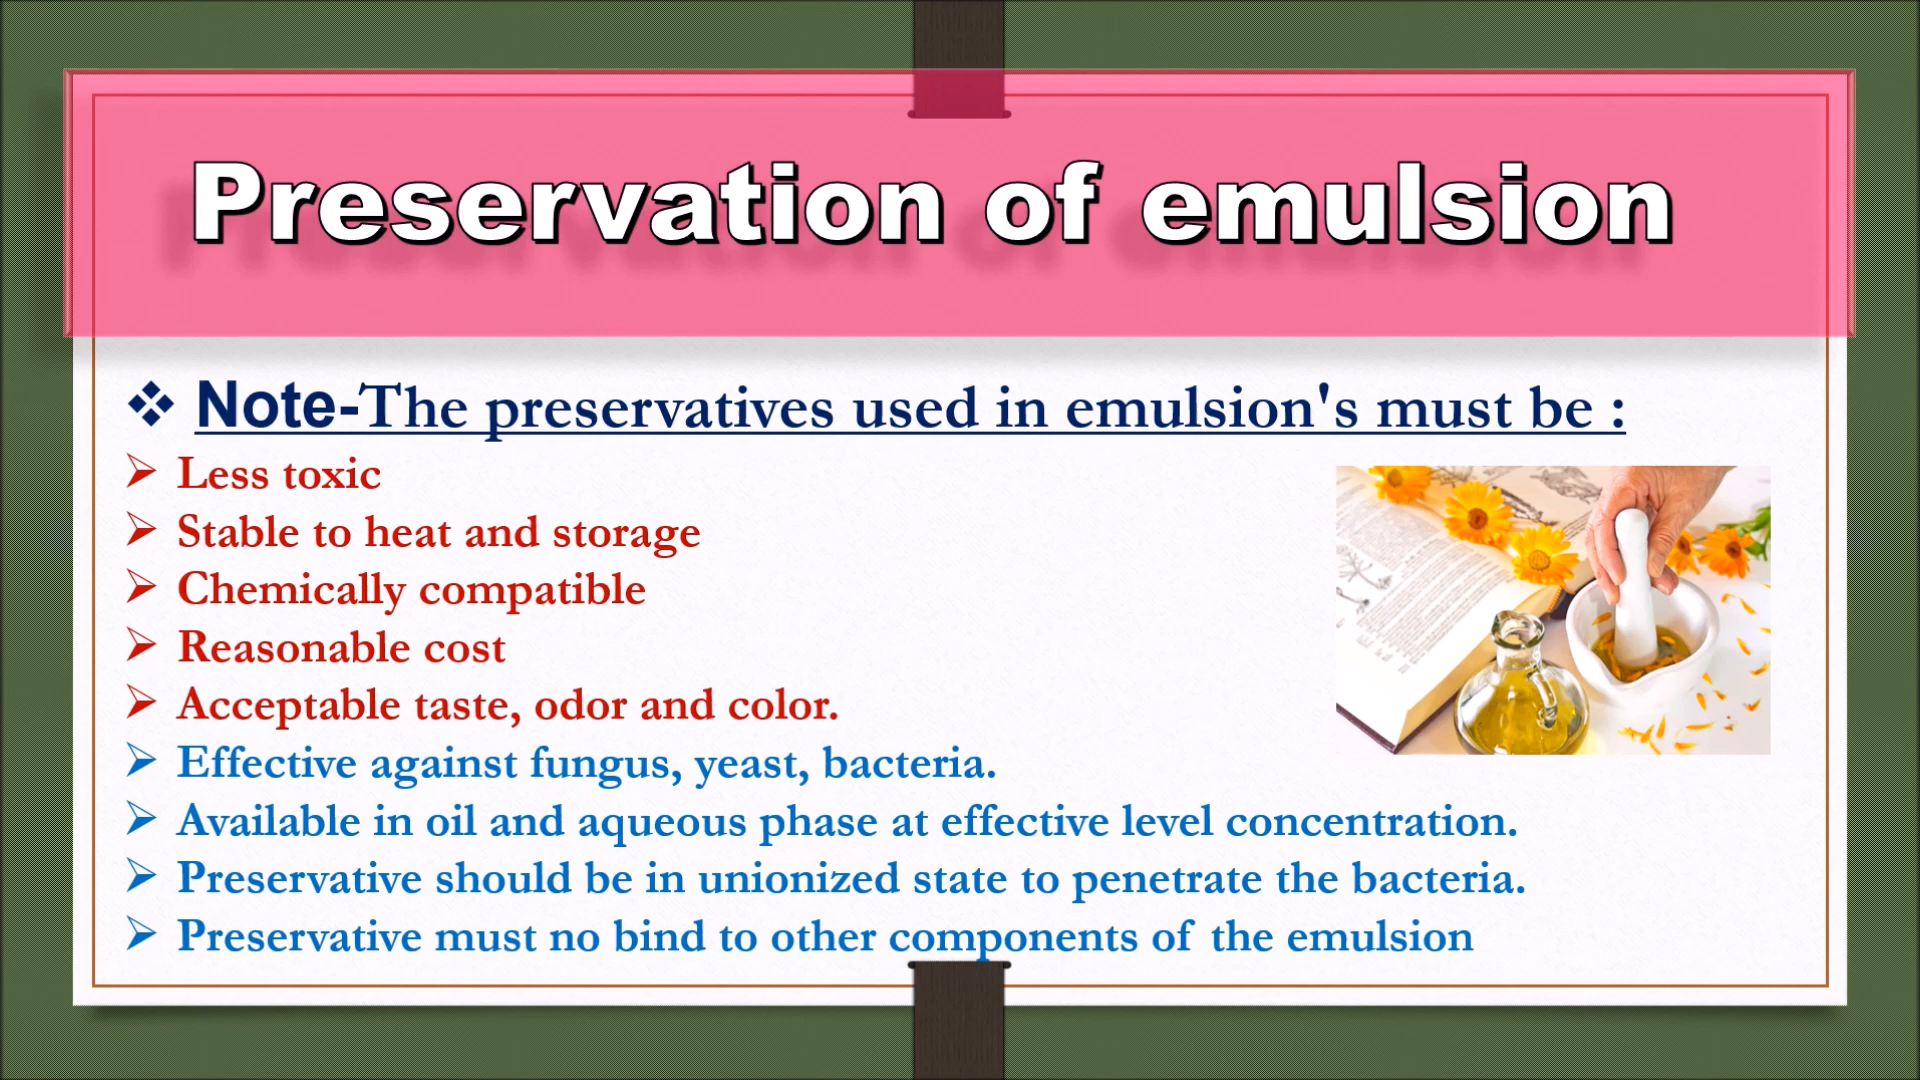 Preservation of emulsion
Note-The preservatives used in emulsion's must be :
Less toxic
Stable to heat and storage
Chemically compatible
Reasonable cost
Acceptable taste, odor and color.
Effective against fungus, yeast, bacteria.
Available in oil and aqueous phase at effective level concentration.
Preservative should be in unionized state to penetrate the bacteria.
Preservative must no bind to other components of the emulsion